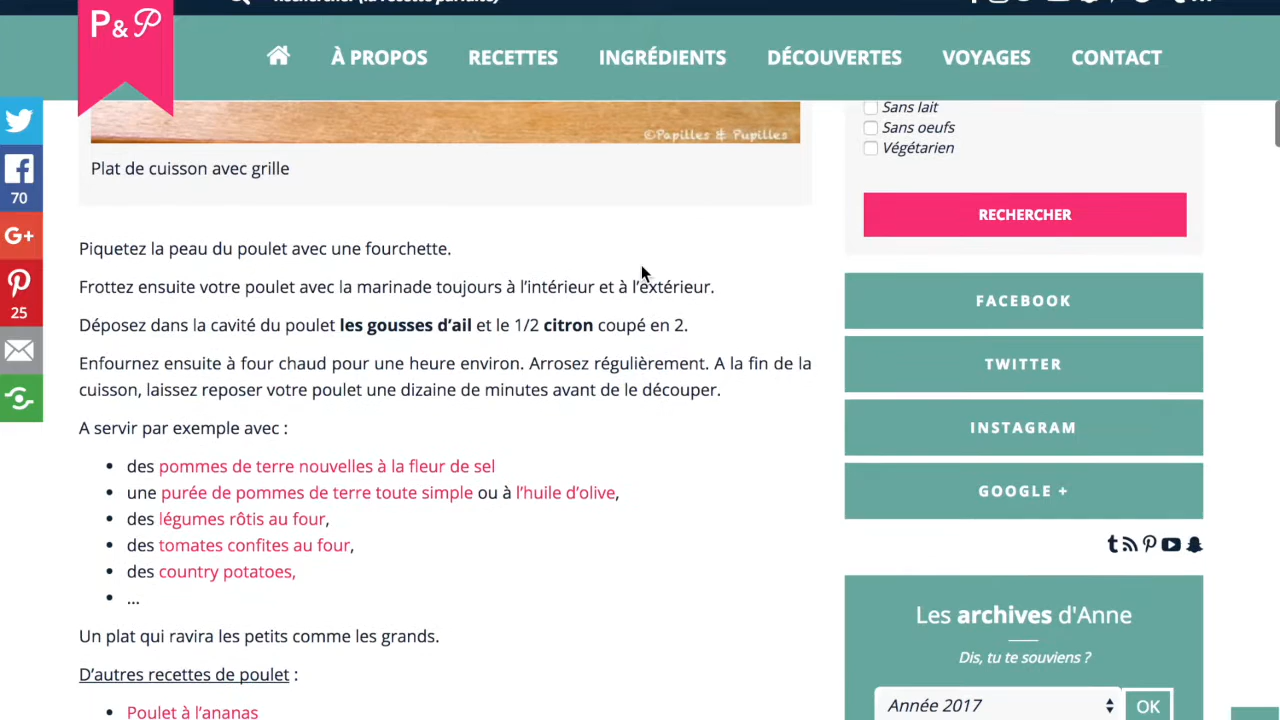 P & P
À PROPOS
RECETTES
INGRÉDIENTS
DÉCOUVERTES
VOYAGES
CONTACT
70
G+
25
©Papilles & Pupilles
Plat de cuisson avec grille
Piquetez la peau du poulet avec une fourchette.
Frottez ensuite votre poulet avec la marinade toujours à l’intérieur et à l’extérieur.
Déposez dans la cavité du poulet les gousses d’ail et le 1/2 citron coupé en 2.
Enfournez ensuite à four chaud pour une heure environ. Arrosez régulièrement. A la fin de la
cuisson, laissez reposer votre poulet une dizaine de minutes avant de le découper.
A servir par exemple avec :
• des pommes de terre nouvelles à la fleur de sel
• une purée de pommes de terre toute simple ou à l’huile d’olive,
• des légumes rôtis au four,
• des tomates confites au four,
• des country potatoes,
• ...
Un plat qui ravira les petits comme les grands.
D’autres recettes de poulet :
• Poulet à l’ananas
Sans lait
Sans oeufs
Végétarien
RECHERCHER
FACEBOOK
TWITTER
INSTAGRAM
GOOGLE +
Les archives d'Anne
Dis, tu te souviens ?
Année 2017
OK